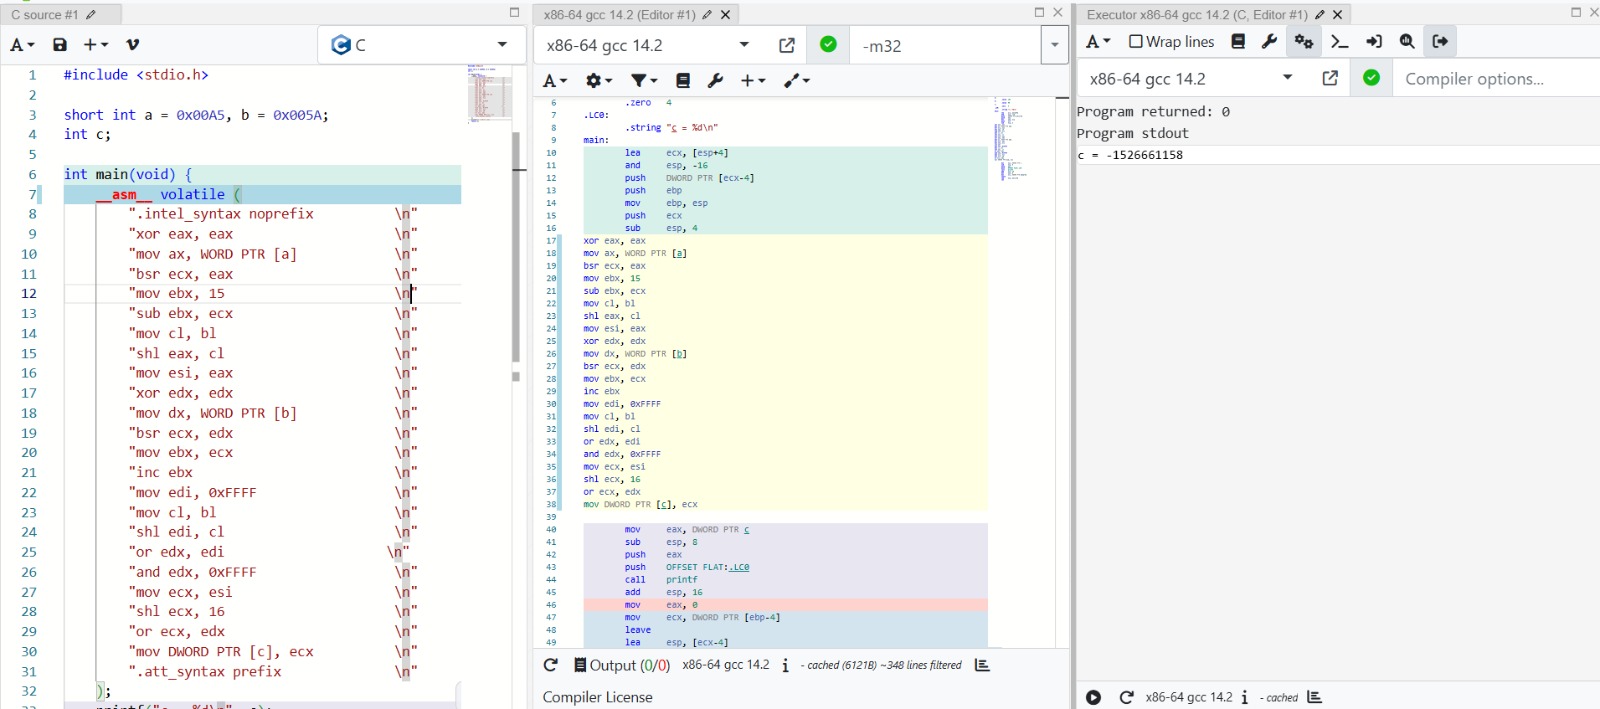 C source #1
A
+
C
1 #include <stdio.h>
2
3 short int a = 0x00A5, b = 0x005A;
4 int c;
5
6 int main(void) {
7 __asm__ volatile (
8 ".intel_syntax noprefix \n"
9 "xor eax, eax \n"
10 "mov ax, WORD PTR [a] \n"
11 "bsr ecx, eax \n"
12 "mov ebx, 15 \n"
13 "sub ebx, ecx \n"
14 "mov cl, bl \n"
15 "shl eax, cl \n"
16 "mov esi, eax \n"
17 "xor edx, edx \n"
18 "mov dx, WORD PTR [b] \n"
19 "bsr ecx, edx \n"
20 "mov ebx, ecx \n"
21 "inc ebx \n"
22 "mov edi, 0xFFFF \n"
23 "mov cl, bl \n"
24 "shl edi, cl \n"
25 "or edx, edi \n"
26 "and edx, 0xFFFF \n"
27 "mov ecx, esi \n"
28 "shl ecx, 16 \n"
29 "or ecx, edx \n"
30 "mov DWORD PTR [c], ecx \n"
31 ".att_syntax prefix \n"
32 );
x86-64 gcc 14.2 (Editor #1)
x86-64 gcc 14.2
-m32
A
6 .zero 4
7 .LC0:
8 .string "c = %d\n"
9 main:
10 lea ecx, [esp+4]
11 and esp, -16
12 push DWORD PTR [ecx-4]
13 push ebp
14 mov ebp, esp
15 push ecx
16 sub esp, 4
17 xor eax, eax
18 mov ax, WORD PTR [a]
19 bsr ecx, eax
20 mov ebx, 15
21 sub ebx, ecx
22 mov cl, bl
23 shl eax, cl
24 mov esi, eax
25 xor edx, edx
26 mov dx, WORD PTR [b]
27 bsr ecx, edx
28 mov ebx, ecx
29 inc ebx
30 mov edi, 0xFFFF
31 mov cl, bl
32 shl edi, cl
33 or edx, edi
34 and edx, 0xFFFF
35 mov ecx, esi
36 shl ecx, 16
37 or ecx, edx
38 mov DWORD PTR [c], ecx
39
40 mov eax, DWORD PTR c
41 sub esp, 8
42 push eax
43 push OFFSET FLAT:.LC0
44 call printf
45 add esp, 16
46 mov eax, 0
47 mov ecx, DWORD PTR [ebp-4]
48 leave
49 lea esp, [ecx-4]
Output (0/0) x86-64 gcc 14.2 i - cached (6121B) ~348 lines filtered
Compiler License
Executor x86-64 gcc 14.2 (C, Editor #1)
A Wrap lines
x86-64 gcc 14.2
Compiler options...
Program returned: 0
Program stdout
c = -1526661158
x86-64 gcc 14.2 i - cached